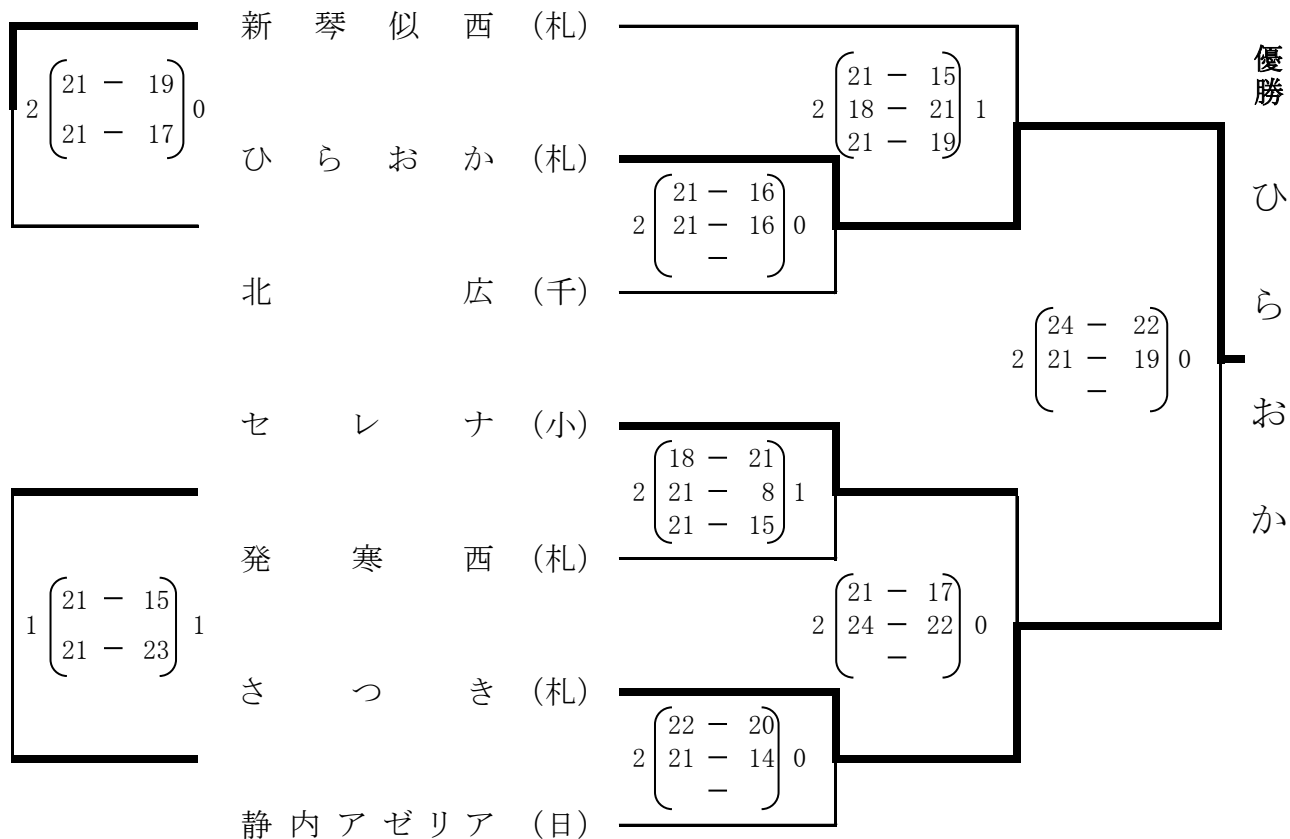 新琴似西（札）
2 21 － 19 0
21 － 17
ひらおか（札）
北広（千）
セレナ（小）
発寒西（札）
1 21 － 15 1
21 － 23
さつき（札）
静内アゼリア（日）
2 21 － 16 0
21 － 16
－
2 18 － 21 1
21 － 8
21 － 15
2 22 － 20 0
21 － 14
－
2 21 － 15 1
18 － 21
21 － 19
2 21 － 17 0
24 － 22
－
2 24 － 22 0
21 － 19
－
優勝
ひらおか